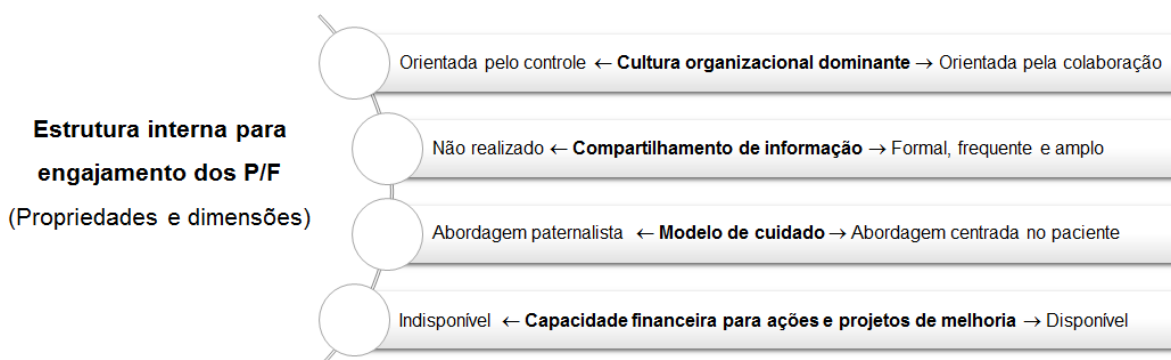 Estrutura interna para
engajamento dos P/F
(Propriedades e dimensões)
Orientada pelo controle ← Cultura organizacional dominante → Orientada pela colaboração
Não realizado ← Compartilhamento de informação → Formal, frequente e amplo
Abordagem paternalista ← Modelo de cuidado → Abordagem centrada no paciente
Indisponível ← Capacidade financeira para ações e projetos de melhoria → Disponível